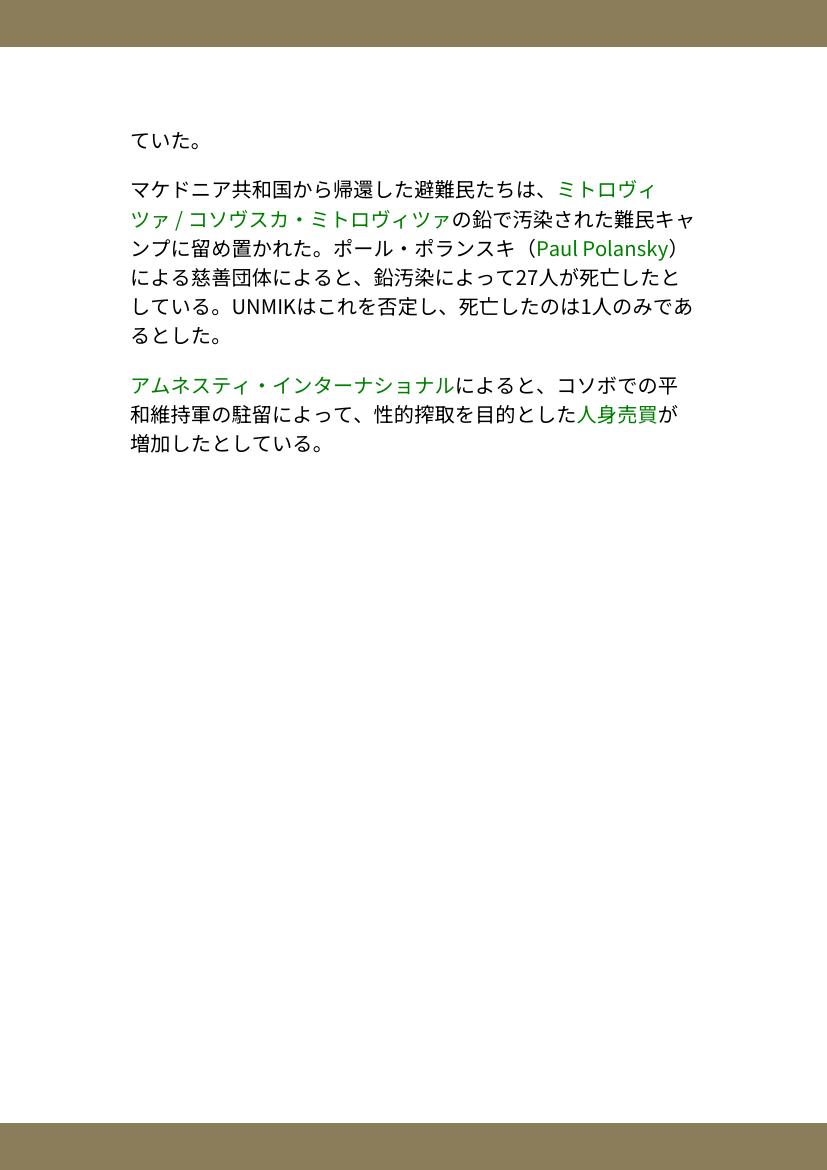 ていた。
マケドニア共和国から帰還した避難民たちは、ミトロヴィ
ツァ / コソヴスカ・ミトロヴィツァの鉛で汚染された難民キャ
ンプに留め置かれた。ポール・ポランスキ（Paul Polansky）
による慈善団体によると、鉛汚染によって27人が死亡したと
している。UNMIKはこれを否定し、死亡したのは1人のみであ
るとした。
アムネスティ・インターナショナルによると、コソボでの平
和維持軍の駐留によって、性的搾取を目的とした人身売買が
増加したとしている。